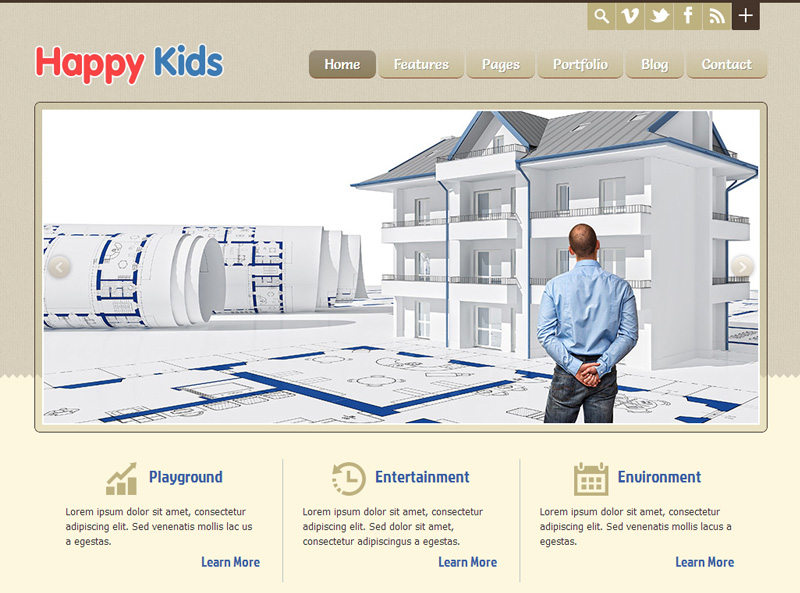 Happy Kids
Home Features Pages Portfolio Blog Contact
Playground
Lorem ipsum dolor sit amet, consectetur
adipiscing elit. Sed venenatis mollis lac us
a egestas.
Learn More
Entertainment
Lorem ipsum dolor sit amet, consectetur
adipiscing elit. Sed dolor sit amet,
consectetur adipiscingus a egestas.
Learn More
Environment
Lorem ipsum dolor sit amet, consectetur
adipiscing elit. Sed venenatis mollis lacus a
egestas.
Learn More